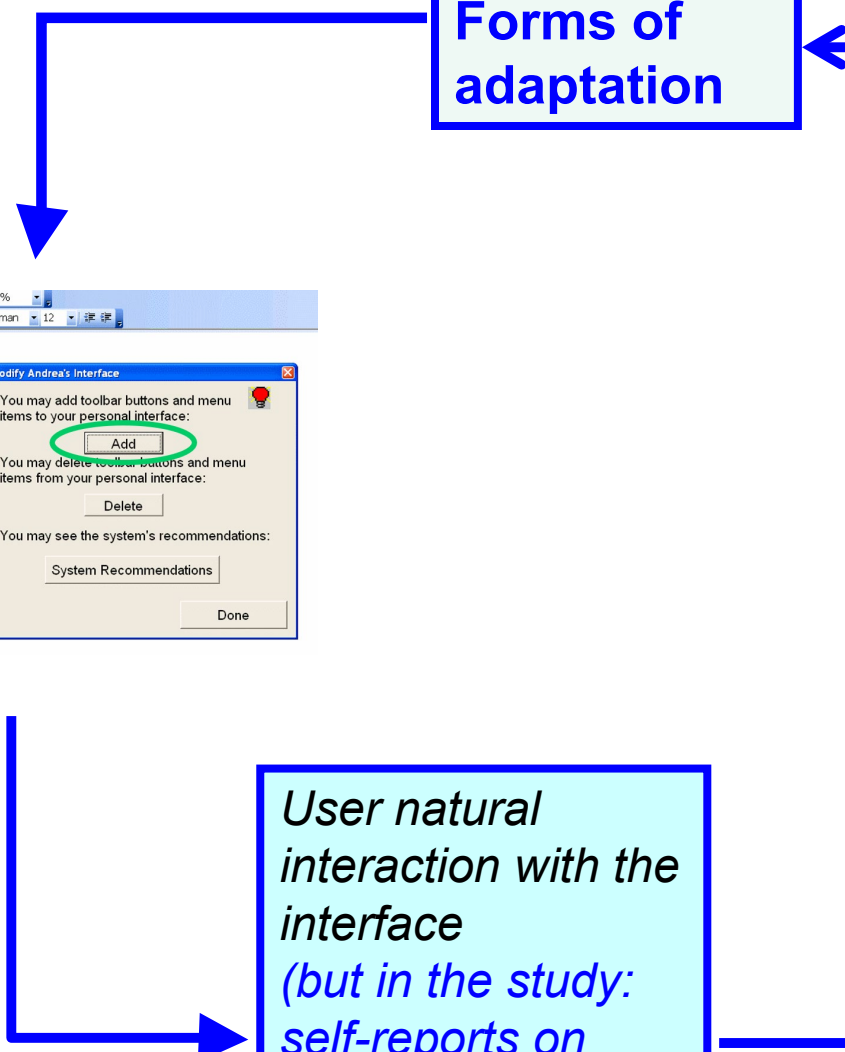 Forms of
adaptation
%
man 12
odify Andrea's Interface
You may add toolbar buttons and menu
items to your personal interface:
Add
You may delete toolbar buttons and menu
items from your personal interface:
Delete
You may see the system's recommendations:
System Recommendations
Done
User natural
interaction with the
interface
(but in the study:
self-reports on